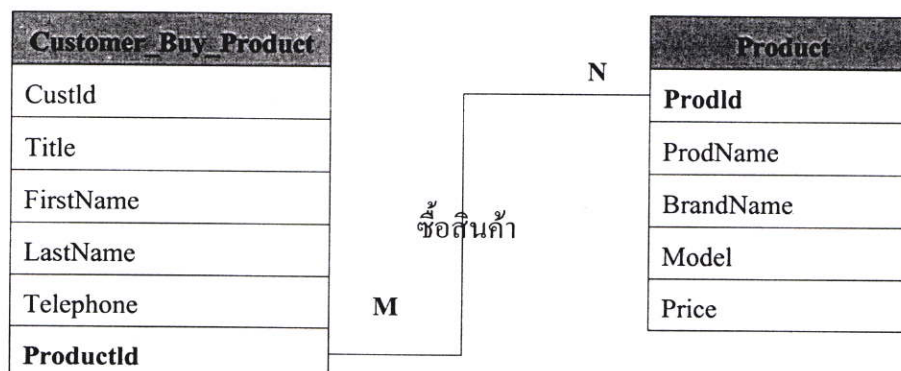 Customer_Buy_Product
CustId
Title
FirstName
LastName
Telephone
ProductId
M
ซื้อสินค้า
N
Product
ProdId
ProdName
BrandName
Model
Price